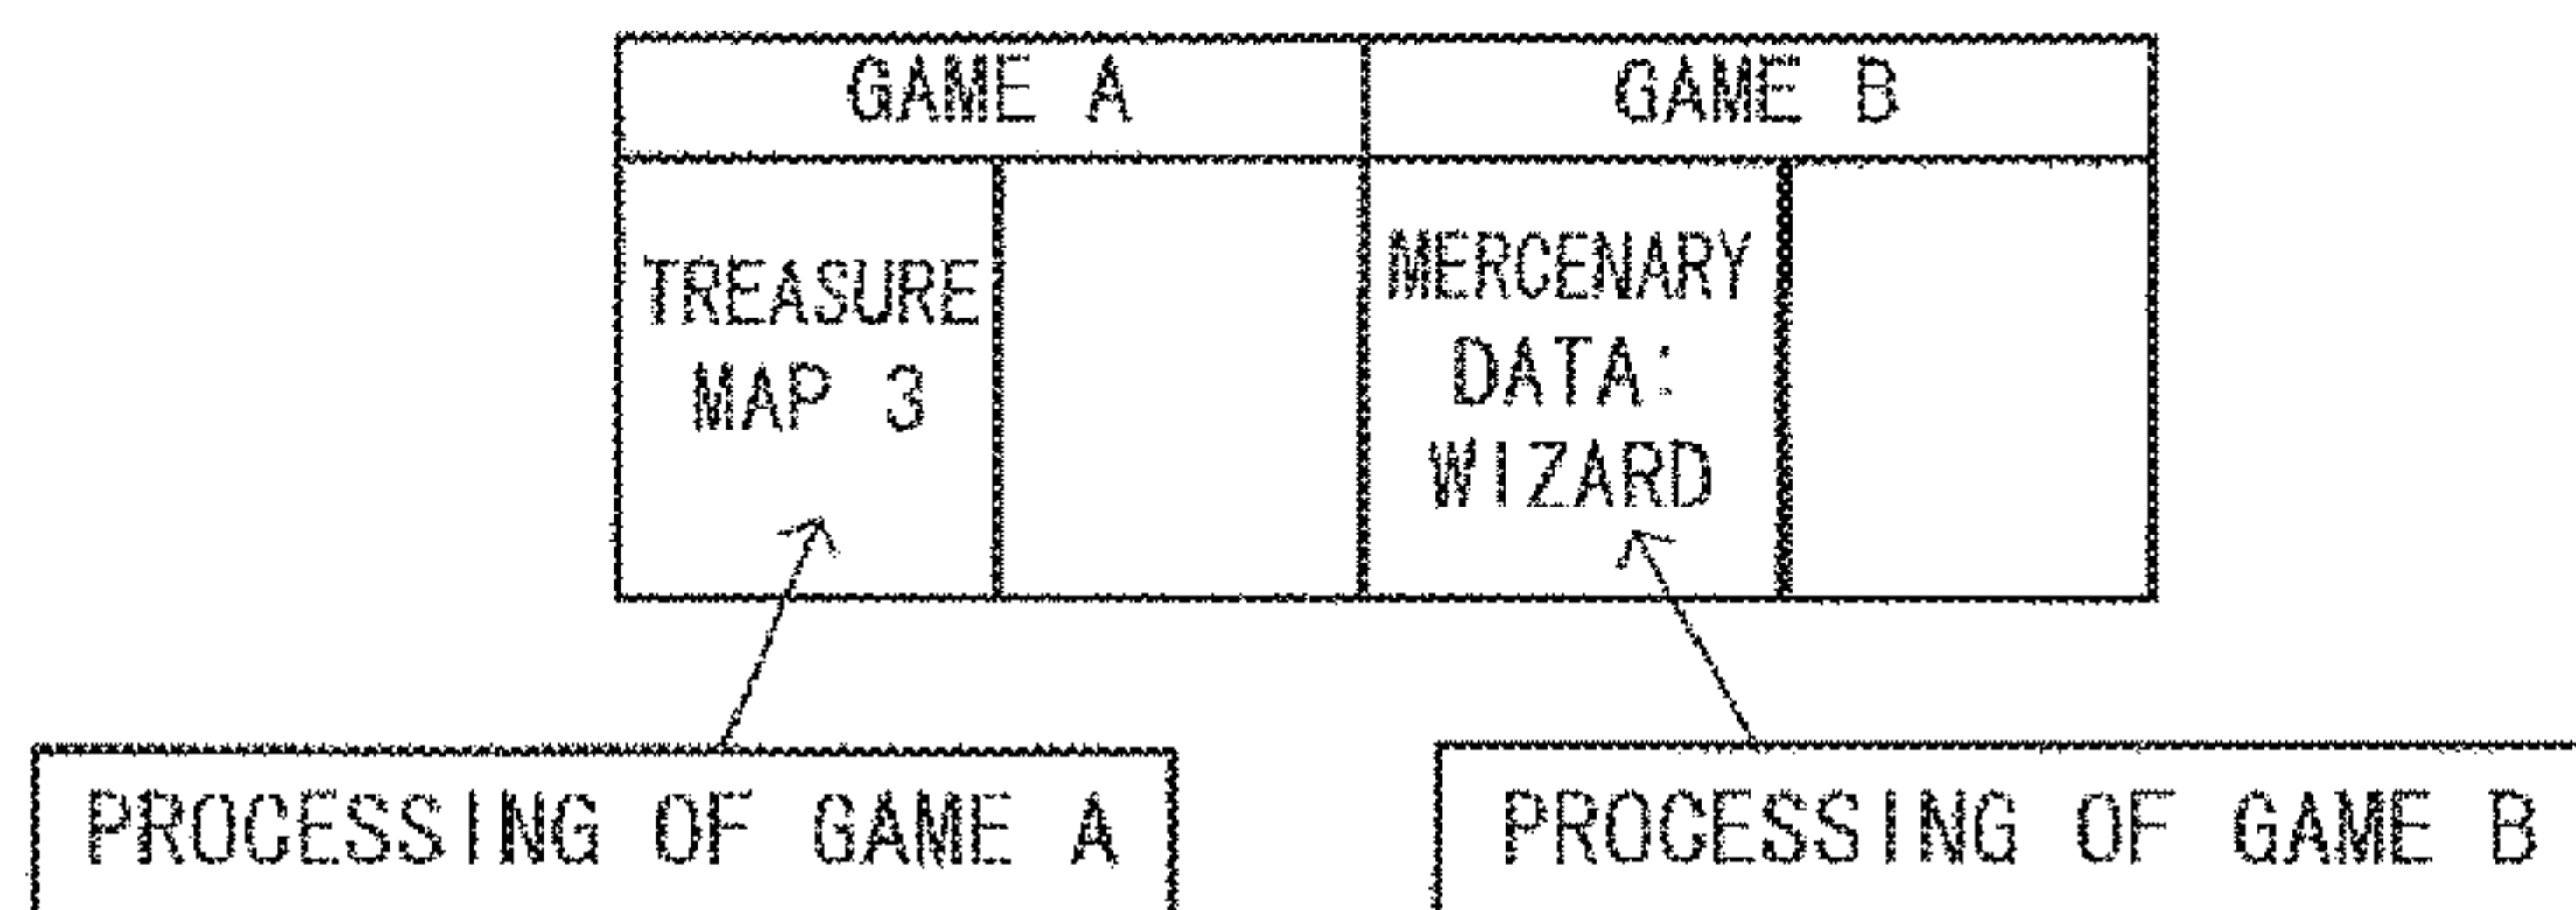 GAME A
GAME B
TREASURE
MAP 3
MERCENARY
DATA:
WIZARD
PROCESSING OF GAME A
PROCESSING OF GAME B